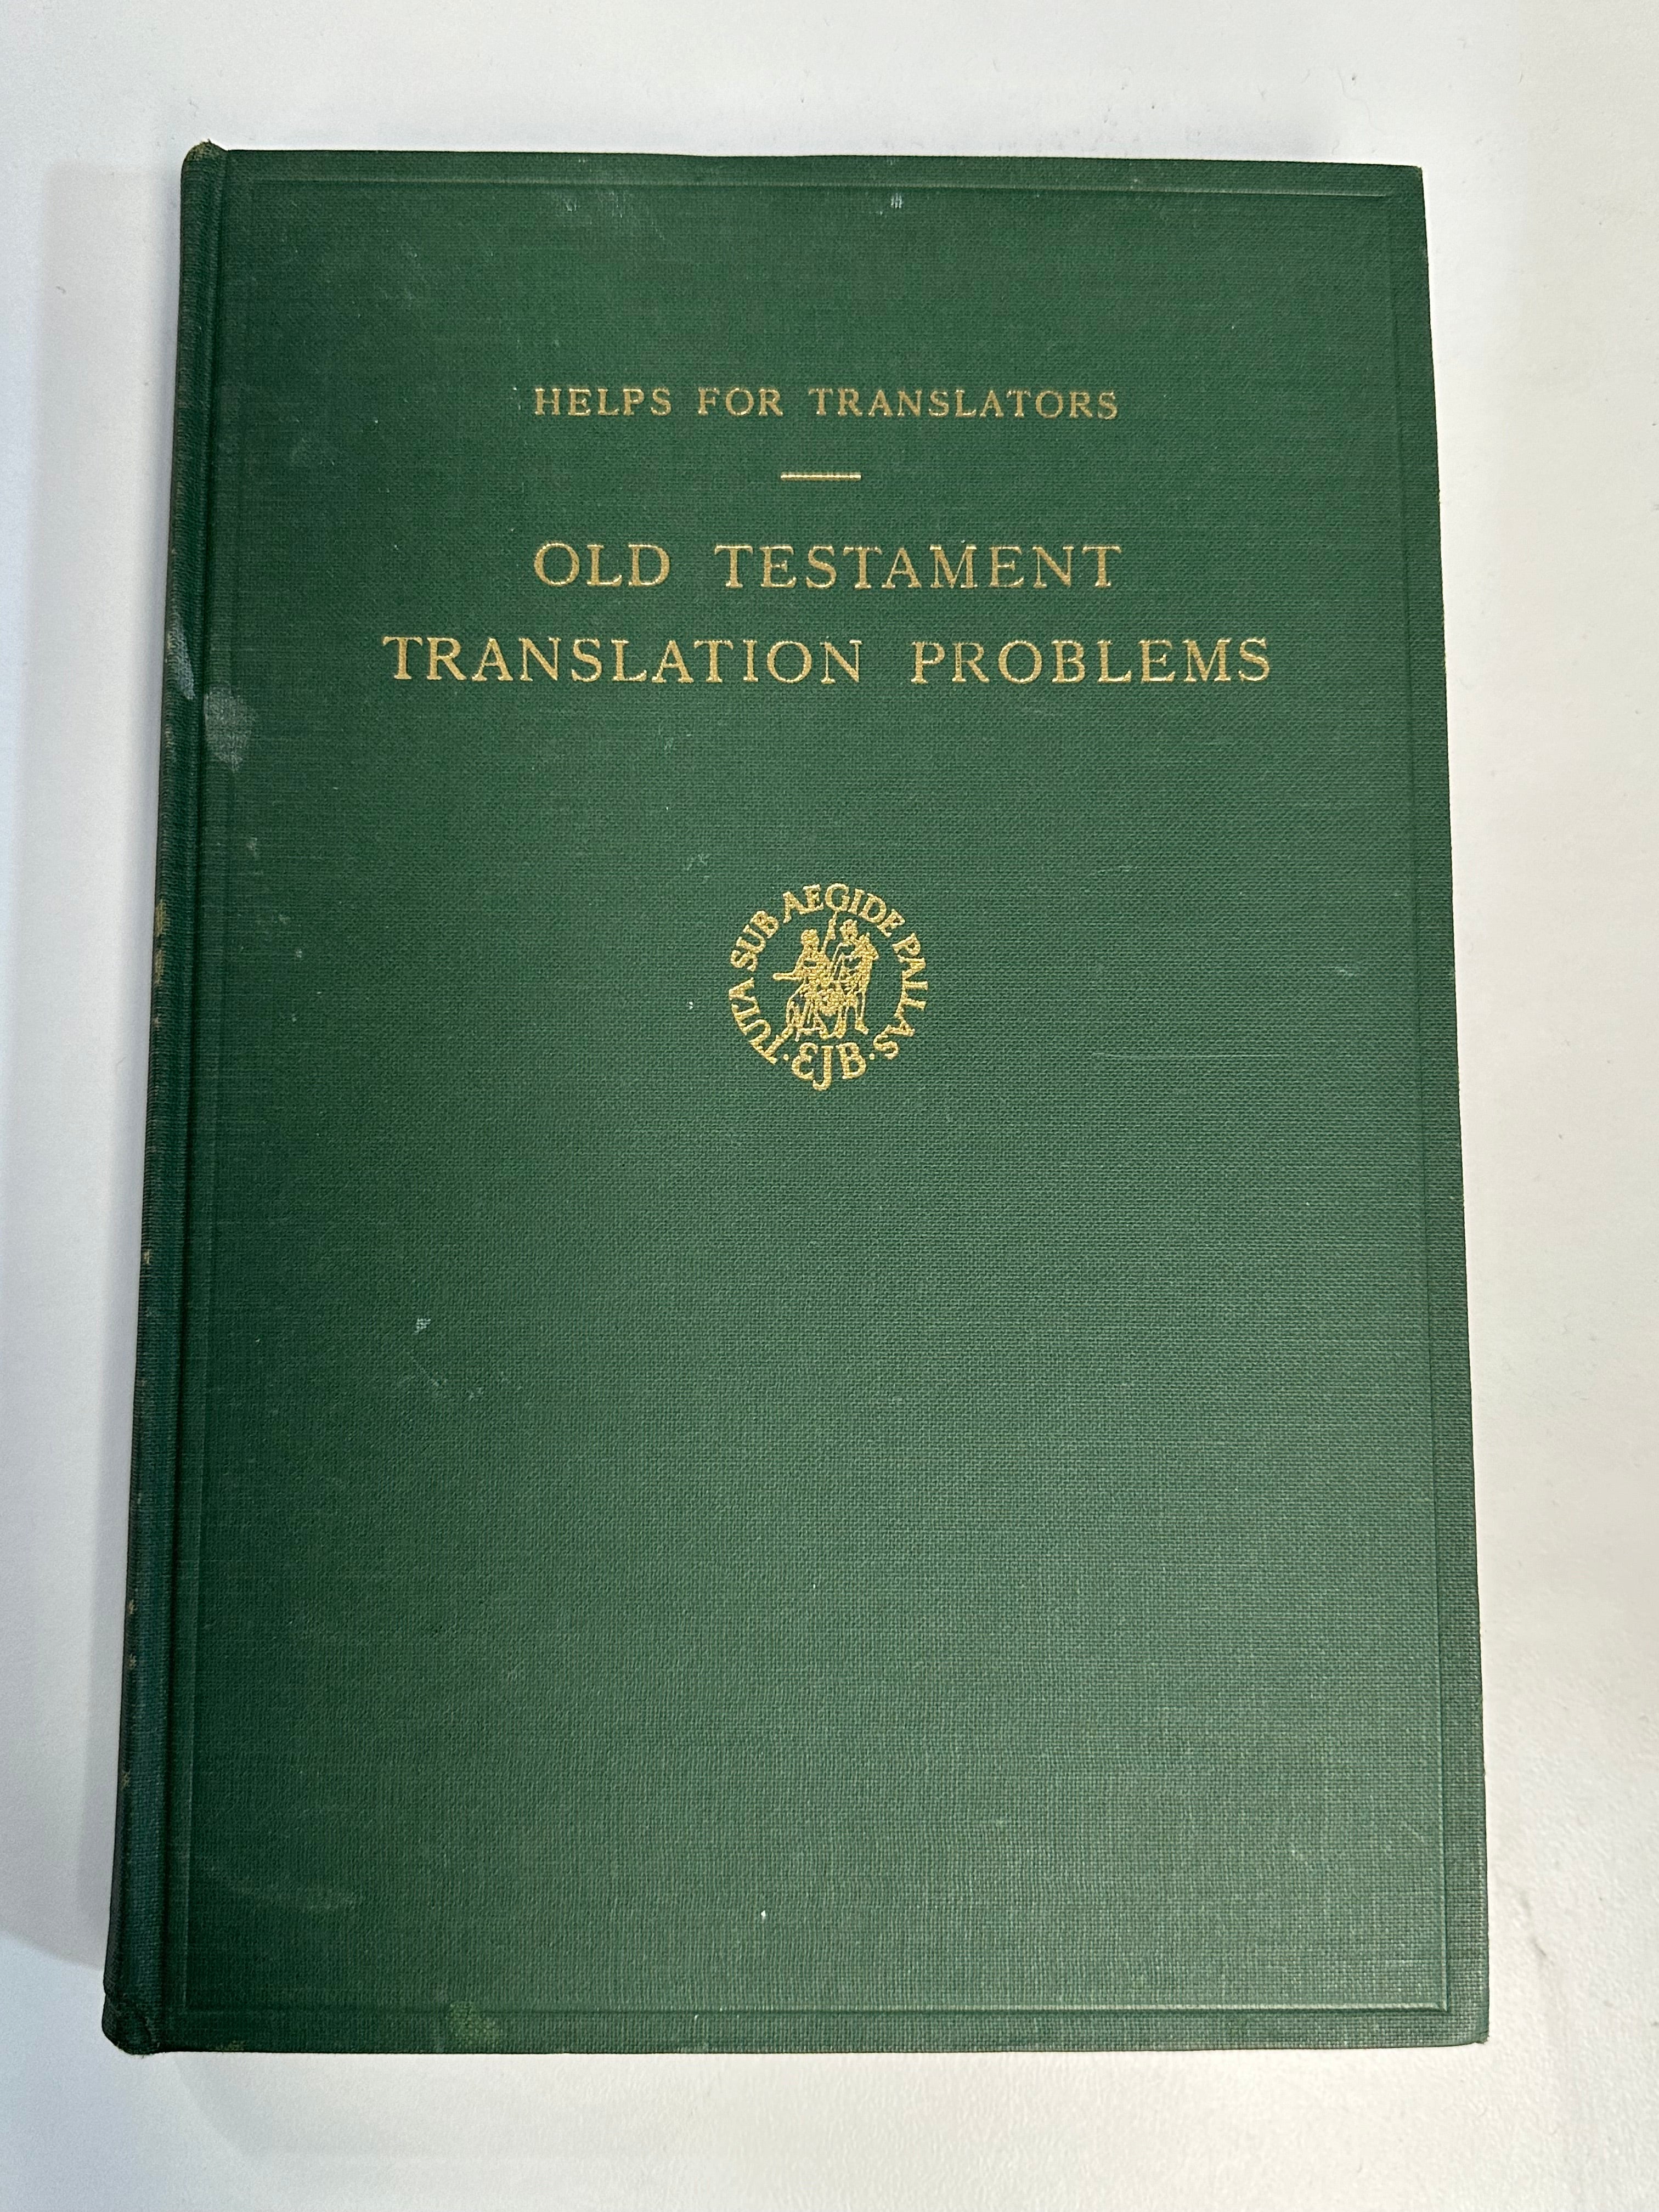 HELPS FOR TRANSLATORS
OLD TESTAMENT
TRANSLATION PROBLEMS
TUTA SUB AEGIDE PALLAS
·EJB·